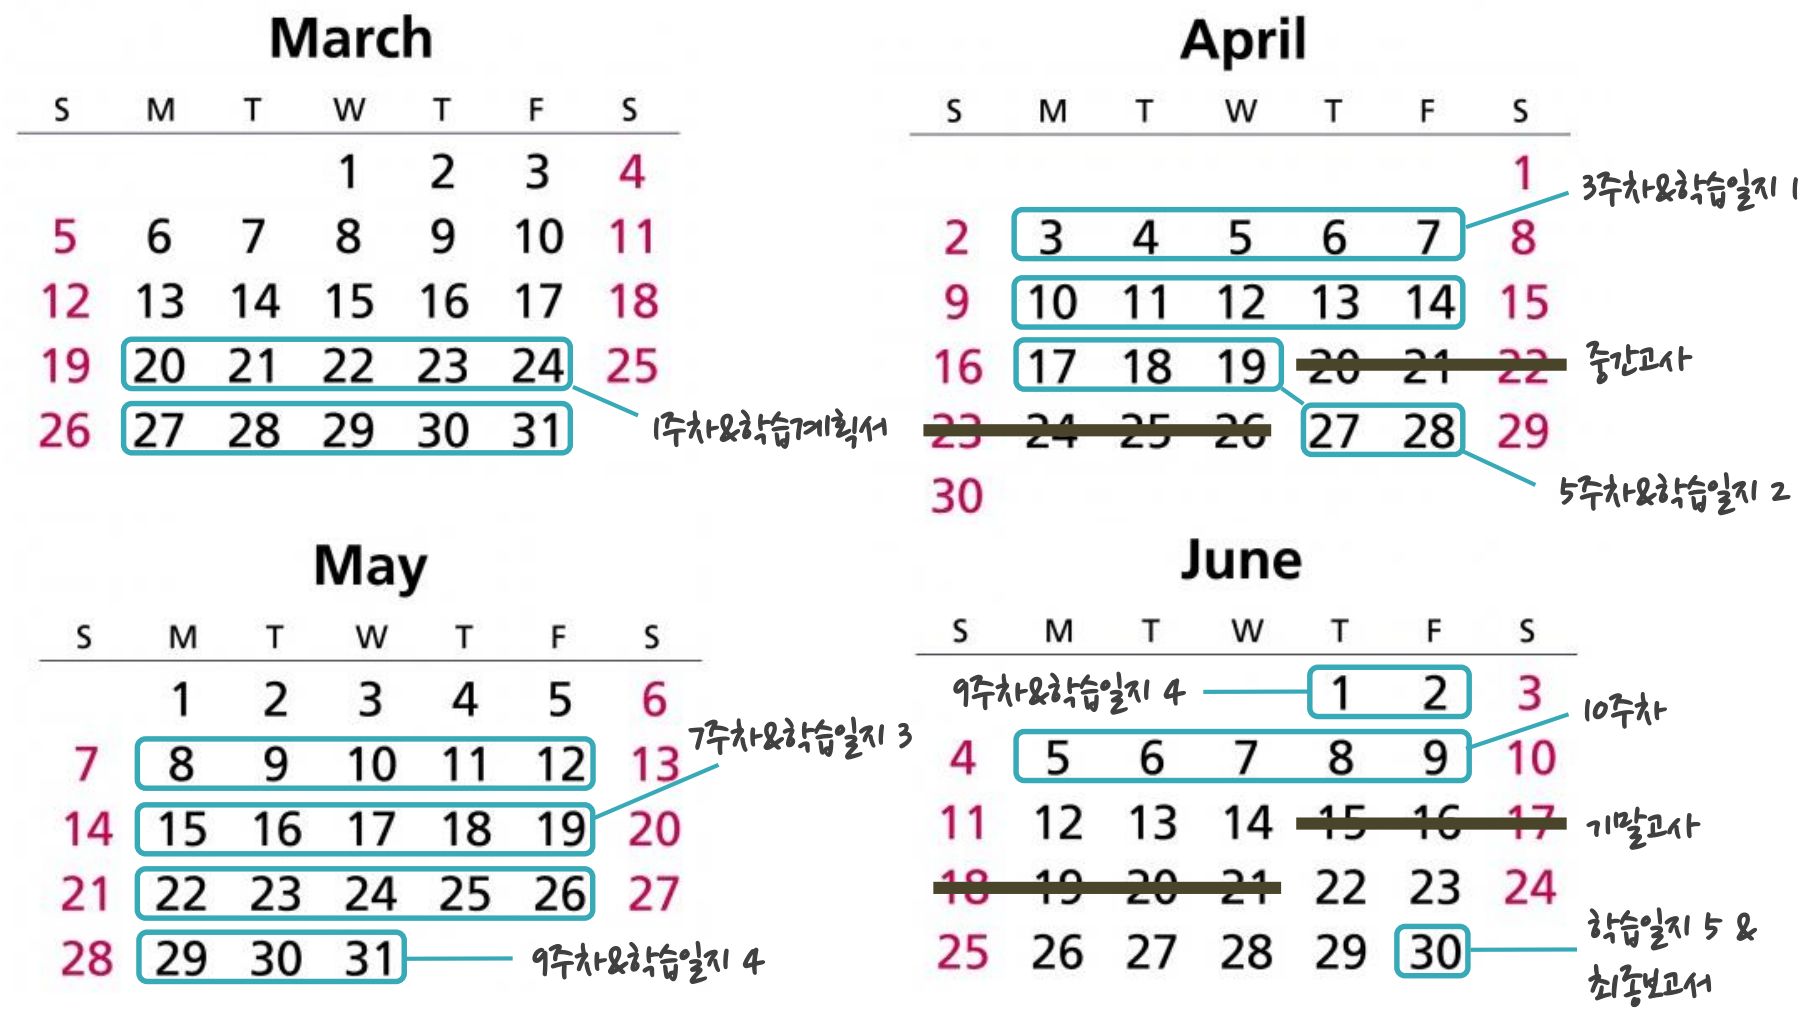 March
S M T W T F S
1 2 3 4
5 6 7 8 9 10 11
12 13 14 15 16 17 18
19 20 21 22 23 24 25
26 27 28 29 30 31
1주차&학습계획서
April
S M T W T F S
1
2 3 4 5 6 7 8
9 10 11 12 13 14 15
16 17 18 19 20 21 22
23 24 25 26 27 28 29
30
3주차&학습일지 1
중간고사
5주차&학습일지 2
May
S M T W T F S
1 2 3 4 5 6
7 8 9 10 11 12 13
14 15 16 17 18 19 20
21 22 23 24 25 26 27
28 29 30 31
7주차&학습일지 3
9주차&학습일지 4
June
S M T W T F S
9주차&학습일지 4 1 2 3
4 5 6 7 8 9 10
11 12 13 14 15 16 17
18 19 20 21 22 23 24
25 26 27 28 29 30
10주차
기말고사
학습일지 5 &
최종보고서